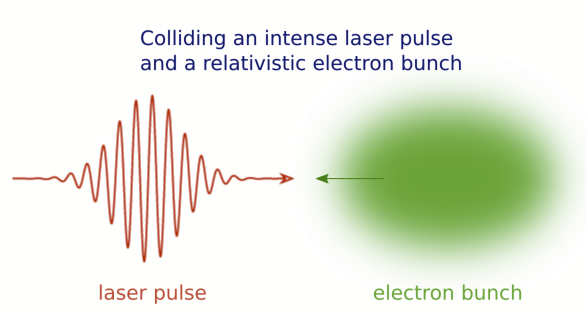 Colliding an intense laser pulse
and a relativistic electron bunch
laser pulse
electron bunch